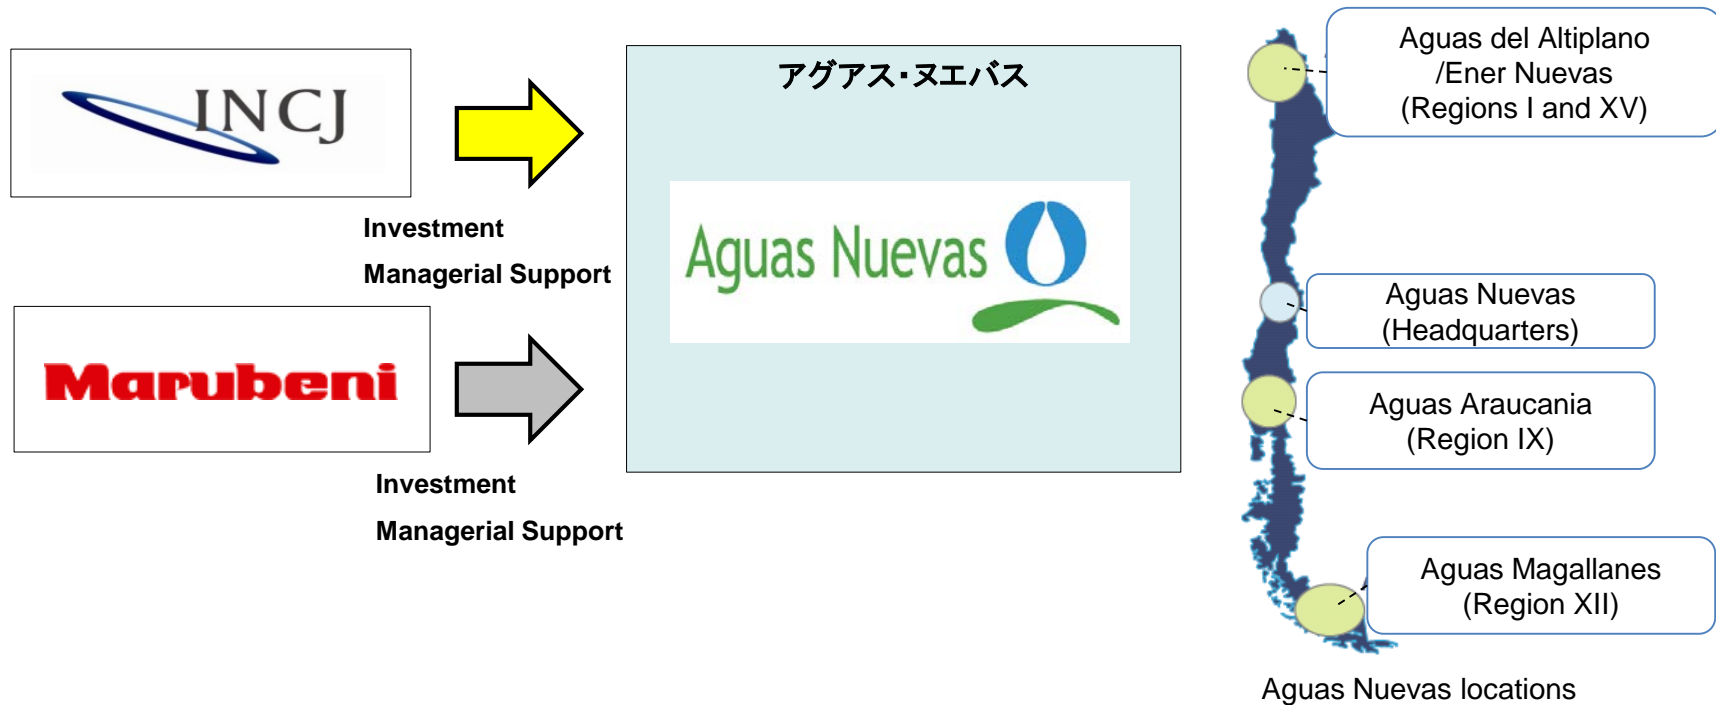 INCJ
Investment
Managerial Support
Marubeni
Investment
Managerial Support
アグアス・ヌエバス
Aguas Nuevas
Aguas del Altiplano
/Ener Nuevas
(Regions I and XV)
Aguas Nuevas
(Headquarters)
Aguas Araucania
(Region IX)
Aguas Magallanes
(Region XII)
Aguas Nuevas locations